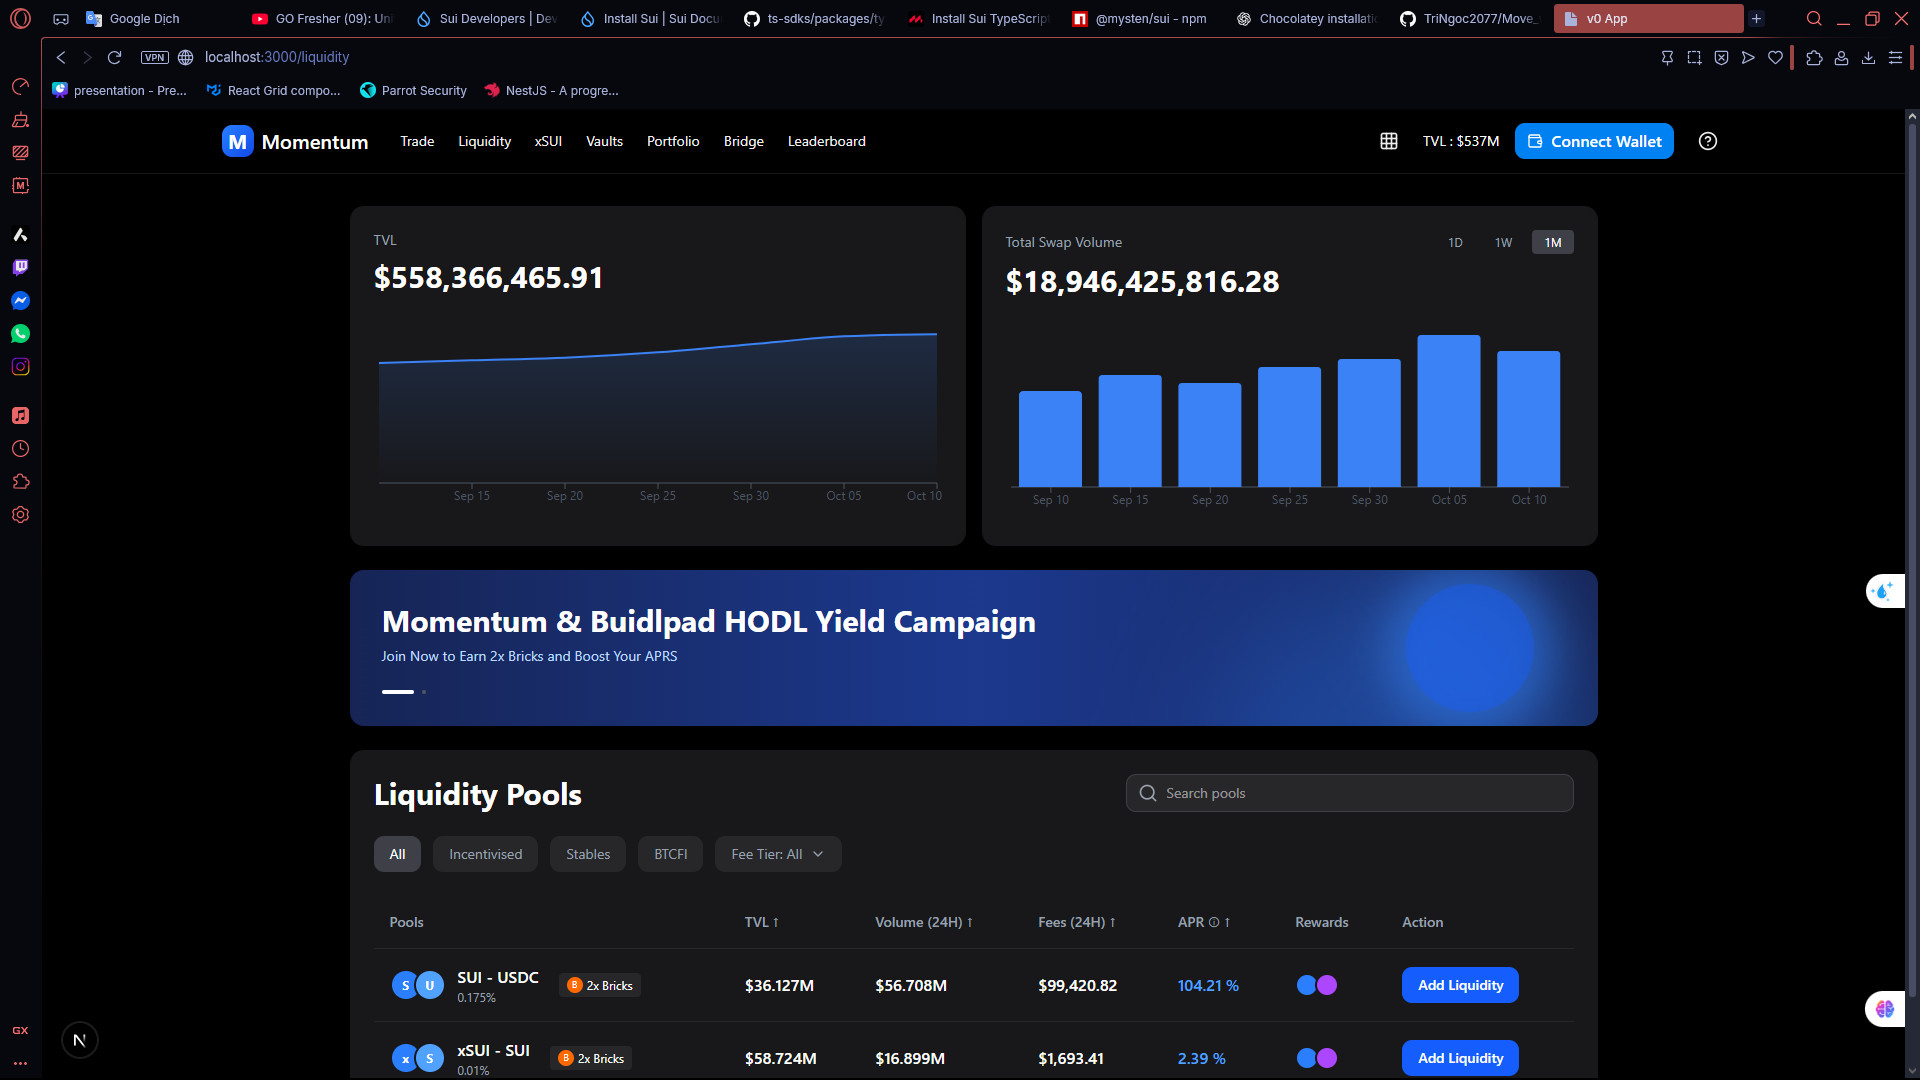 Google Dịch
GO Fresher (09): Uni
Sui Developers | Dev
Install Sui | Sui Docu
ts-sdks/packages/ty
Install Sui TypeScript
@mysten/sui - npm
Chocolatey installati
TriNgoc2077/Move_
v0 App
VPN
localhost:3000/liquidity
presentation - Pre...
React Grid compo...
Parrot Security
NestJS - A progre...
M
Momentum
Trade
Liquidity
xSUI
Vaults
Portfolio
Bridge
Leaderboard
TVL : $537M
Connect Wallet
TVL
$558,366,465.91
Sep 15
Sep 20
Sep 25
Sep 30
Oct 05
Oct 10
Total Swap Volume
1D
1W
1M
$18,946,425,816.28
Sep 10
Sep 15
Sep 20
Sep 25
Sep 30
Oct 05
Oct 10
Momentum & Buidlpad HODL Yield Campaign
Join Now to Earn 2x Bricks and Boost Your APRS
Liquidity Pools
Search pools
All
Incentivised
Stables
BTCFI
Fee Tier: All
Pools
TVL ↑
Volume (24H) ↑
Fees (24H) ↑
APR ⓘ ↑
Rewards
Action
S
U
SUI - USDC
0.175%
B
2x Bricks
$36.127M
$56.708M
$99,420.82
104.21 %
Add Liquidity
x
S
xSUI - SUI
0.01%
B
2x Bricks
$58.724M
$16.899M
$1,693.41
2.39 %
Add Liquidity
M
GX
N